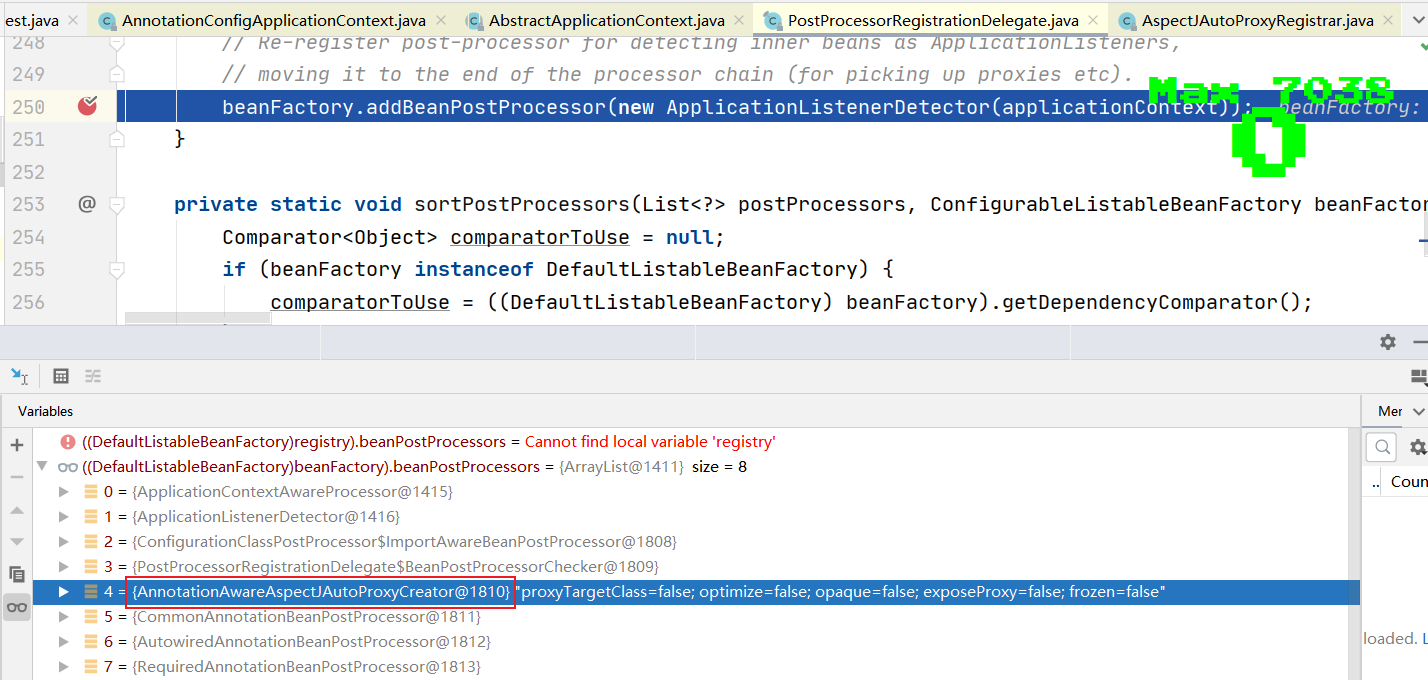 est.java AnnotationConfigApplicationContext.java AbstractApplicationContext.java PostProcessorRegistrationDelegate.java AspectJAutoProxyRegistrar.java
248 // Re-register post-processor for detecting inner beans as ApplicationListeners,
249 // moving it to the end of the processor chain (for picking up proxies etc).
Max 7038
250 beanFactory.addBeanPostProcessor(new ApplicationListenerDetector(applicationContext)); beanFactory:
0
251 }
252
253 @ private static void sortPostProcessors(List<?> postProcessors, ConfigurableListableBeanFactory beanFactor
254 Comparator<Object> comparatorToUse = null;
255 if (beanFactory instanceof DefaultListableBeanFactory) {
256 comparatorToUse = ((DefaultListableBeanFactory) beanFactory).getDependencyComparator();
Variables
Mer
((DefaultListableBeanFactory)registry).beanPostProcessors = Cannot find local variable 'registry'
((DefaultListableBeanFactory)beanFactory).beanPostProcessors = {ArrayList@1411} size = 8
.. Coun
0 = {ApplicationContextAwareProcessor@1415}
1 = {ApplicationListenerDetector@1416}
2 = {ConfigurationClassPostProcessor$ImportAwareBeanPostProcessor@1808}
3 = {PostProcessorRegistrationDelegate$BeanPostProcessorChecker@1809}
4 = {AnnotationAwareAspectJAutoProxyCreator@1810} "proxyTargetClass=false; optimize=false; opaque=false; exposeProxy=false; frozen=false"
5 = {CommonAnnotationBeanPostProcessor@1811}
6 = {AutowiredAnnotationBeanPostProcessor@1812}
loaded. L
7 = {RequiredAnnotationBeanPostProcessor@1813}